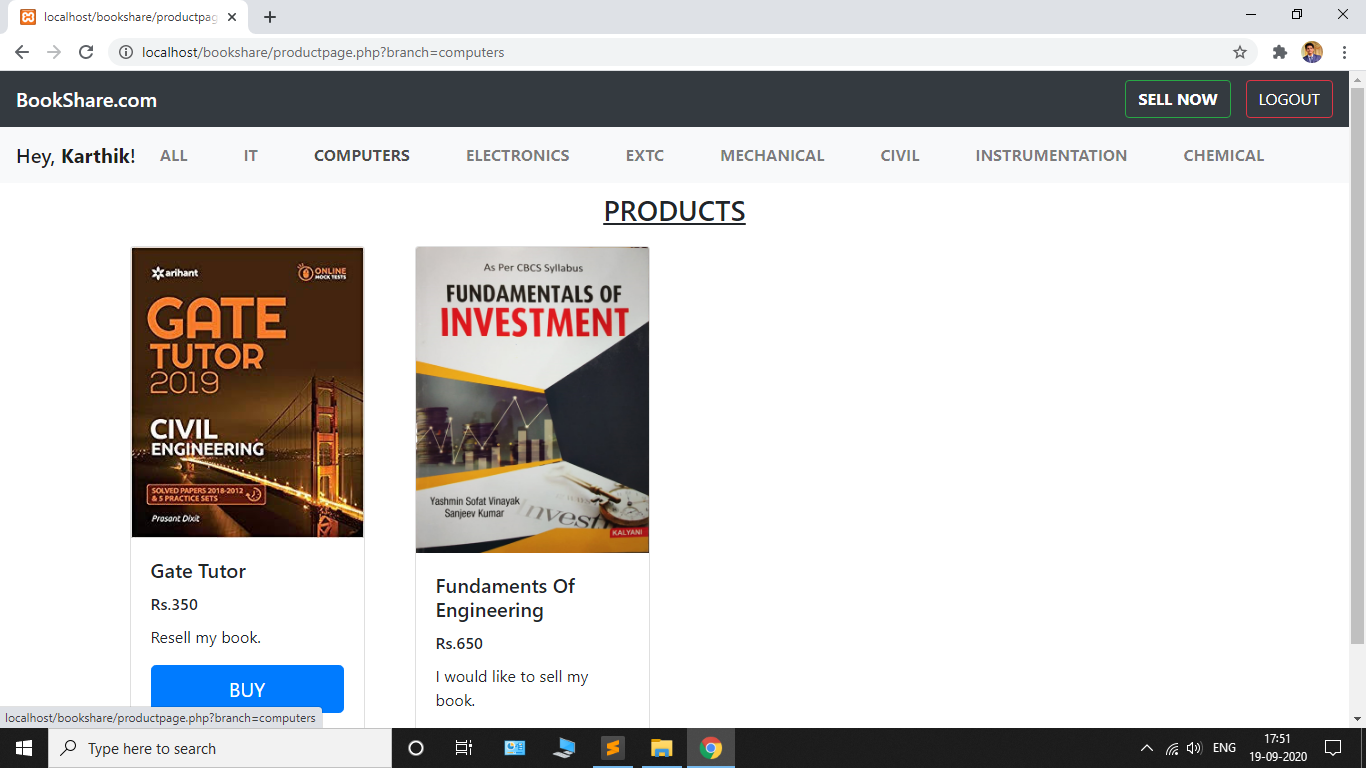 localhost/bookshare/productpag
localhost/bookshare/productpage.php?branch=computers
BookShare.com
SELL NOW
LOGOUT
Hey, Karthik!
ALL
IT
COMPUTERS
ELECTRONICS
EXTC
MECHANICAL
CIVIL
INSTRUMENTATION
CHEMICAL
PRODUCTS
arihant
ONLINE
MOCK TESTS
GATE
TUTOR
2019
CIVIL
ENGINEERING
SOLVED PAPERS 2018-2012
& 5 PRACTICE SETS
Prasant Dixit
Gate Tutor
Rs.350
Resell my book.
BUY
As Per CBCS Syllabus
FUNDAMENTALS OF
INVESTMENT
Yashmin Sofat Vinayak
Sanjeev Kumar
KALYANI
Fundaments Of
Engineering
Rs.650
I would like to sell my
book.
localhost/bookshare/productpage.php?branch=computers
Type here to search
ENG
17:51
19-09-2020